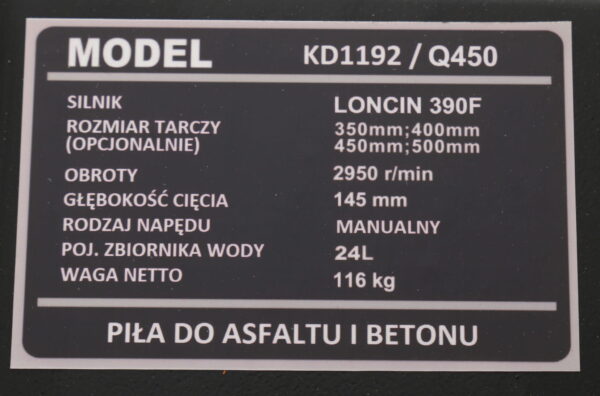 MODEL KD1192 / Q450
SILNIK LONCIN 390F
ROZMIAR TARCZY 350mm;400mm
(OPCJONALNIE) 450mm;500mm
OBROTY 2950 r/min
GŁĘBOKOŚĆ CIĘCIA 145 mm
RODZAJ NAPĘDU MANUALNY
POJ. ZBIORNIKA WODY 24L
WAGA NETTO 116 kg
PIŁA DO ASFALTU I BETONU